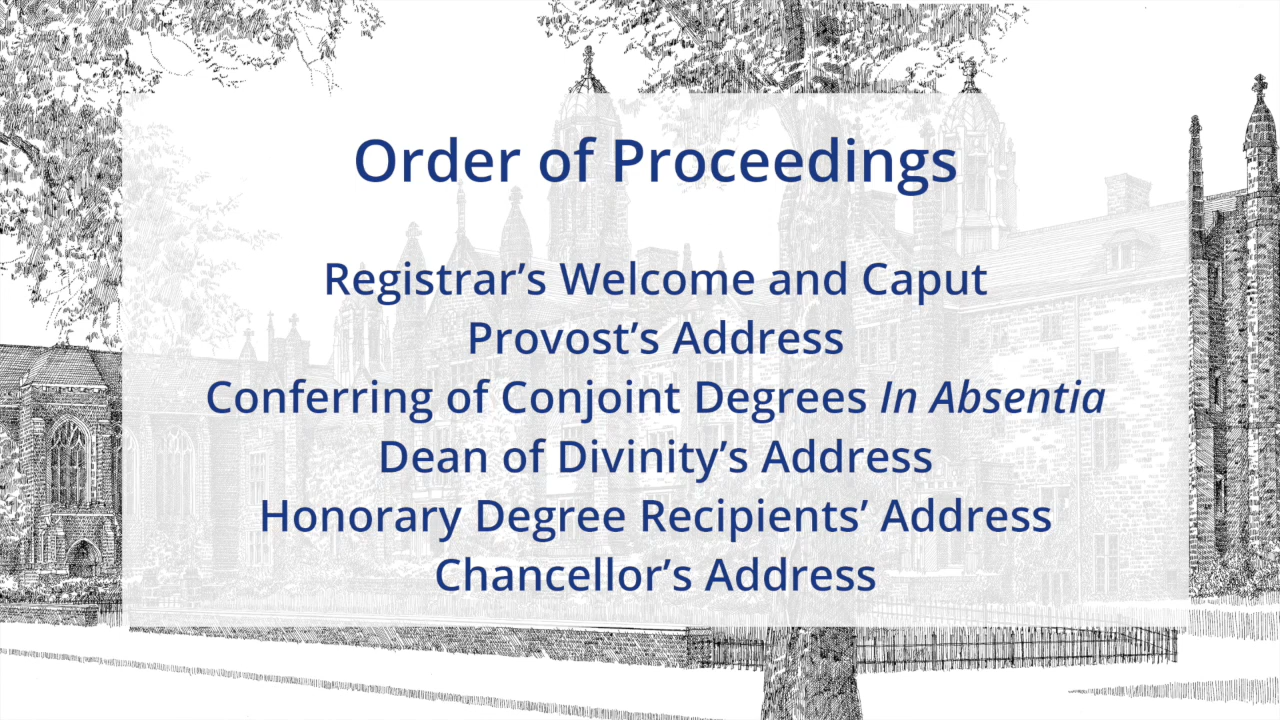 Order of Proceedings
Registrar’s Welcome and Caput
Provost’s Address
Conferring of Conjoint Degrees In Absentia
Dean of Divinity’s Address
Honorary Degree Recipients’ Address
Chancellor’s Address